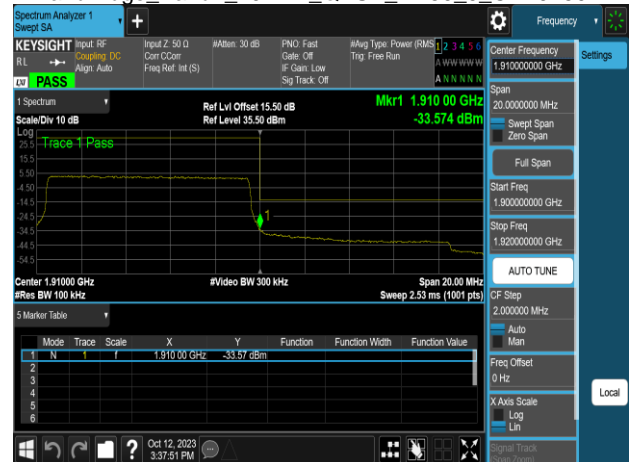 Spectrum Analyzer 1
Swept SA
+
Frequency
KEYSIGHT
Input: RF
Input Z: 50 Ω
#Atten: 30 dB
PNO: Fast
#Avg Type: Power (RMS
1 2 3 4 5 6
RL
Coupling: DC
Corr CCorr
Gate: Off
Trig: Free Run
A W W W W W
Align: Auto
Freq Ref: Int (S)
IF Gain: Low
A N N N N N
LXI
PASS
Sig Track: Off
1 Spectrum
Ref Lvl Offset 15.50 dB
Mkr1 1.910 00 GHz
Scale/Div 10 dB
Ref Level 35.50 dBm
-33.574 dBm
Log
Trace 1 Pass
25.5
15.5
5.50
-4.50
-14.5
-24.5
-34.5
-44.5
-54.5
1
Center 1.91000 GHz
#Video BW 300 kHz
Span 20.00 MHz
#Res BW 100 kHz
Sweep 2.53 ms (1001 pts)
5 Marker Table
Mode Trace Scale X Y Function Function Width Function Value
1 N 1 f 1.910 00 GHz -33.57 dBm
2
3
4
5
6
Oct 12, 2023
3:37:51 PM
Center Frequency
1.910000000 GHz
Settings
Span
20.0000000 MHz
Swept Span
Zero Span
Full Span
Start Freq
1.900000000 GHz
Stop Freq
1.920000000 GHz
AUTO TUNE
CF Step
2.000000 MHz
Auto
Man
Freq Offset
0 Hz
X Axis Scale
Log
Lin
Local
Signal Track
(Span Zoom)